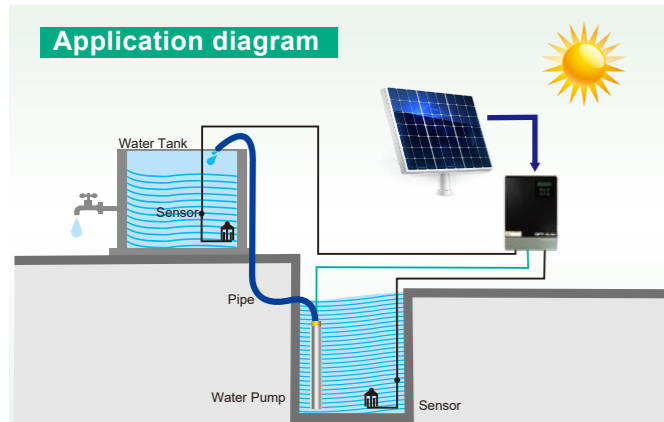 Application diagram
Water Tank
Sensor
Pipe
Water Pump
Sensor